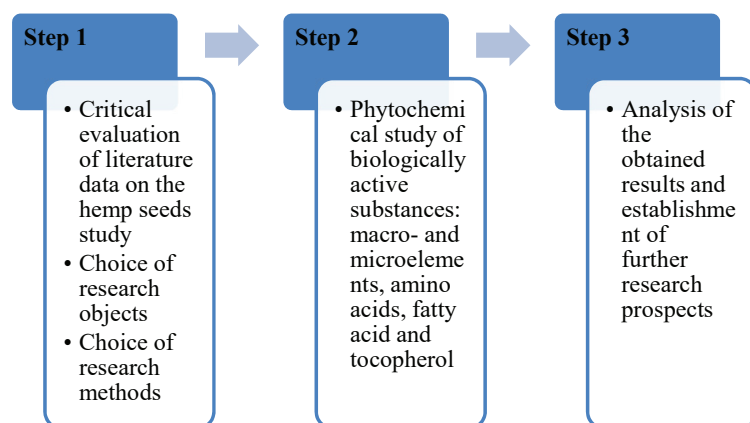 Step 1
• Critical
evaluation
of literature
data on the
hemp seeds
study
• Choice of
research
objects
• Choice of
research
methods
Step 2
• Phytochemi
cal study of
biologically
active
substances:
macro- and
microeleme
nts, amino
acids, fatty
acid and
tocopherol
Step 3
• Analysis of
the
obtained
results and
establishme
nt of
further
research
prospects